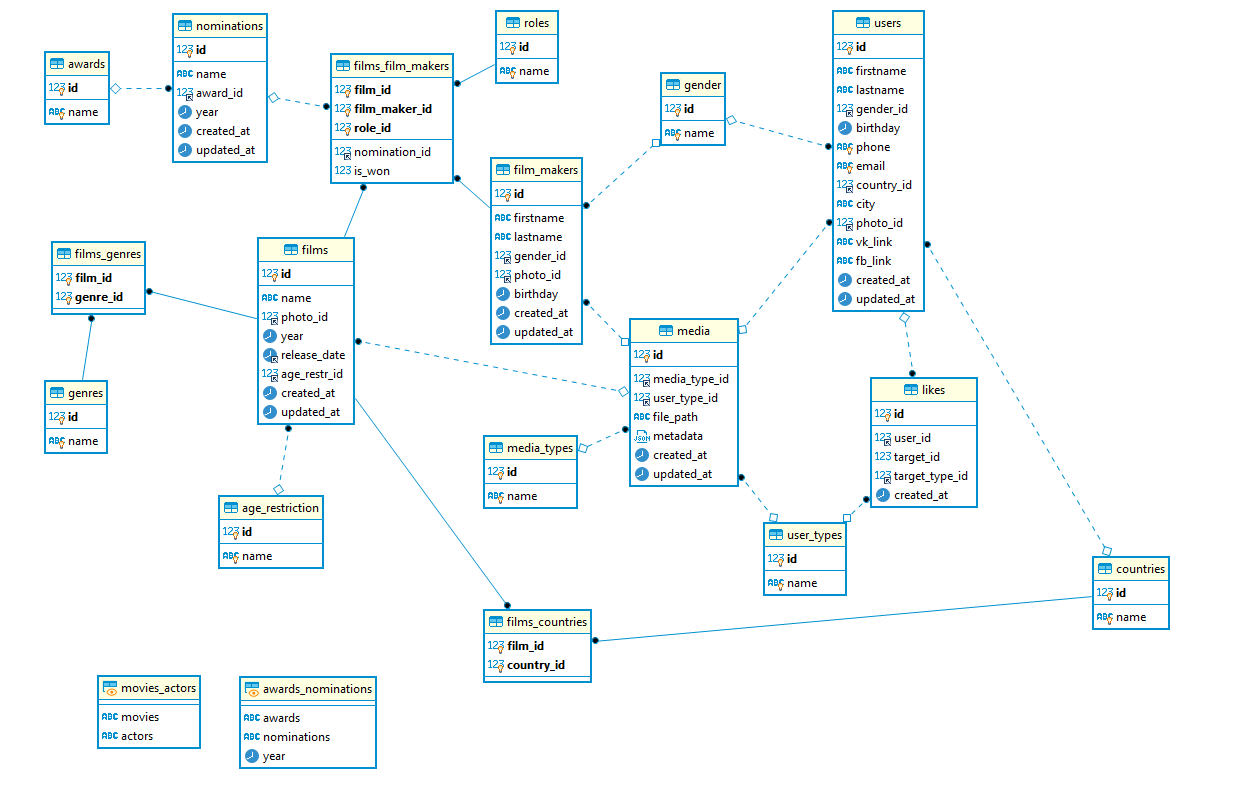 nominations
123 id
ABC name
123 award_id
year
created_at
updated_at
awards
123 id
ABC name
films_film_makers
123 film_id
123 film_maker_id
123 role_id
123 nomination_id
123 is_won
roles
123 id
ABC name
gender
123 id
ABC name
users
123 id
ABC firstname
ABC lastname
123 gender_id
birthday
ABC phone
ABC email
123 country_id
ABC city
123 photo_id
ABC vk_link
ABC fb_link
created_at
updated_at
film_makers
123 id
ABC firstname
ABC lastname
123 gender_id
123 photo_id
birthday
created_at
updated_at
films_genres
123 film_id
123 genre_id
films
123 id
ABC name
123 photo_id
year
release_date
123 age_restr_id
created_at
updated_at
genres
123 id
ABC name
media
123 id
123 media_type_id
123 user_type_id
ABC file_path
JSON metadata
created_at
updated_at
likes
123 id
123 user_id
123 target_id
123 target_type_id
created_at
media_types
123 id
ABC name
age_restriction
123 id
ABC name
user_types
123 id
ABC name
countries
123 id
ABC name
films_countries
123 film_id
123 country_id
movies_actors
ABC movies
ABC actors
awards_nominations
ABC awards
ABC nominations
year